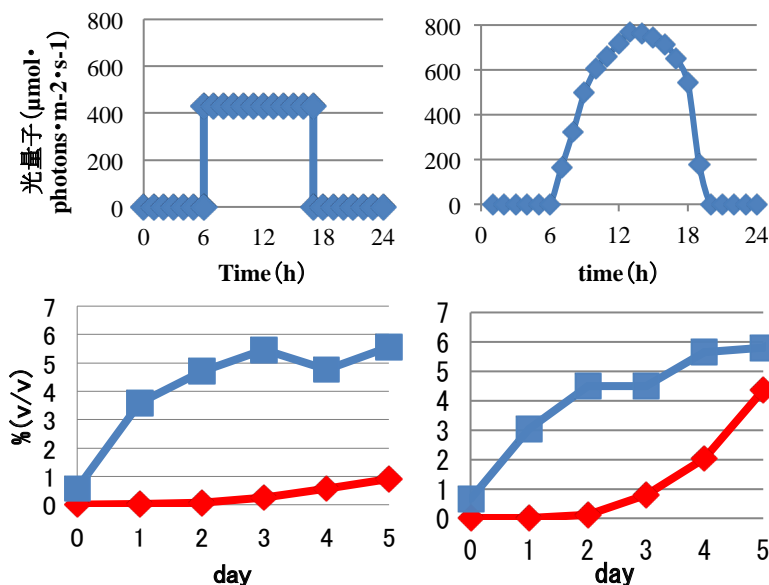 光量子(μmol・
photons・m-2・s-1)
800
600
400
200
0
0 6 12 18 24
Time(h)
800
600
400
200
0
0 6 12 18 24
time(h)
%(v/v)
7
6
5
4
3
2
1
0
0 1 2 3 4 5
day
7
6
5
4
3
2
1
0
0 1 2 3 4 5
day